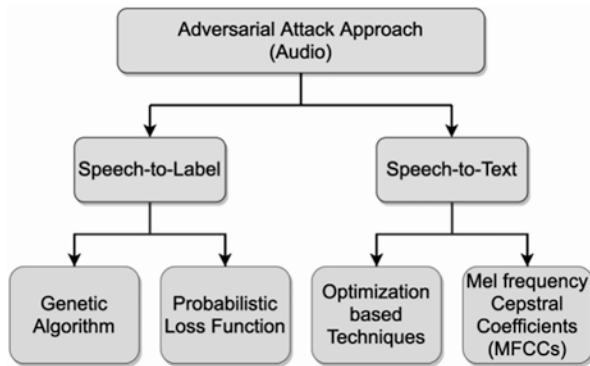 Adversarial Attack Approach
(Audio)
Speech-to-Label
Speech-to-Text
Genetic
Algorithm
Probabilistic
Loss Function
Optimization
based
Techniques
Mel frequency
Cepstral
Coefficients
(MFCCs)